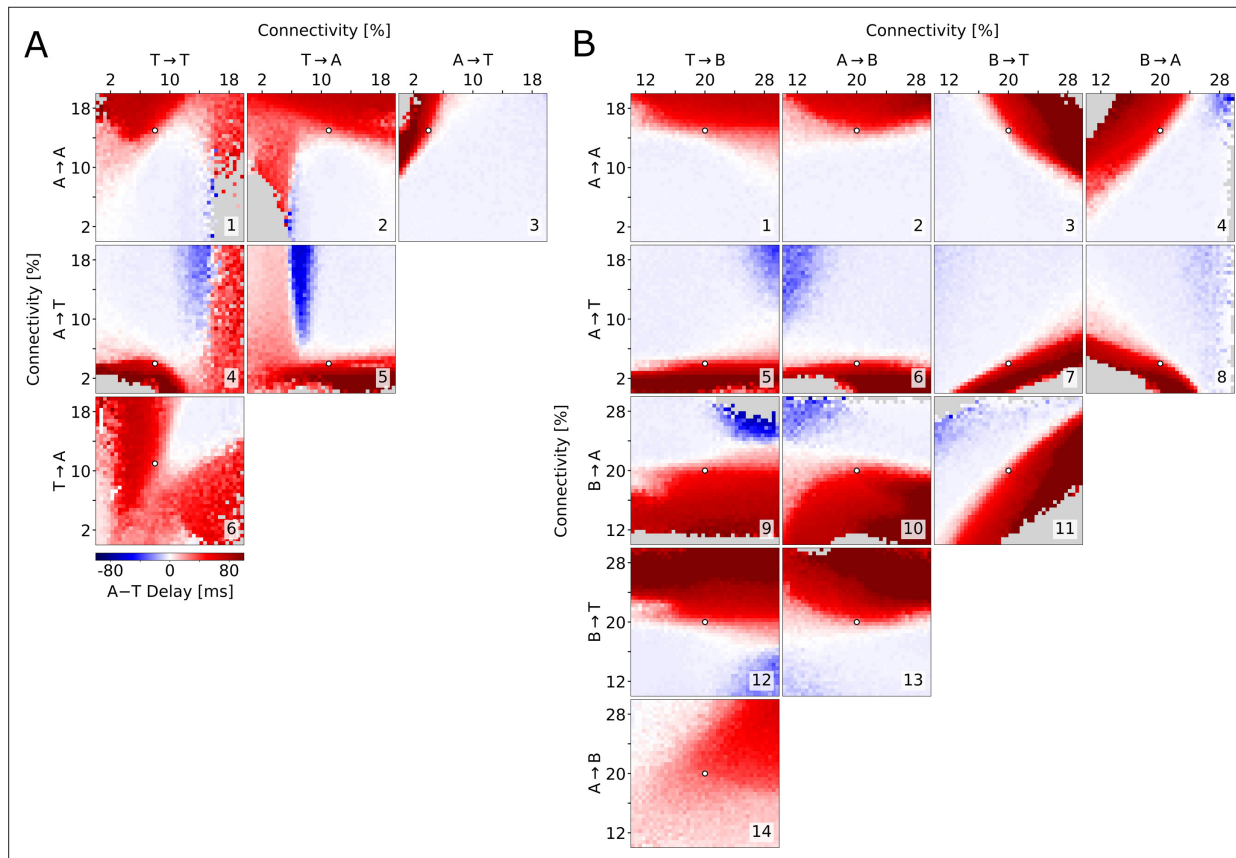 A
Connectivity [%]
T→T T→A A→T
2 10 18 2 10 18 2 10 18
Connectivity [%]
A→A
18
10
2
1 2 3
A→T
18
10
2
4 5
T→A
18
10
2
6
-80 0 80
A−T Delay [ms]
B
Connectivity [%]
T→B A→B B→T B→A
12 20 28 12 20 28 12 20 28 12 20 28
Connectivity [%]
A→A
18
10
2
1 2 3 4
A→T
18
10
2
5 6 7 8
B→A
28
20
12
9 10 11
B→T
28
20
12
12 13
A→B
28
20
12
14